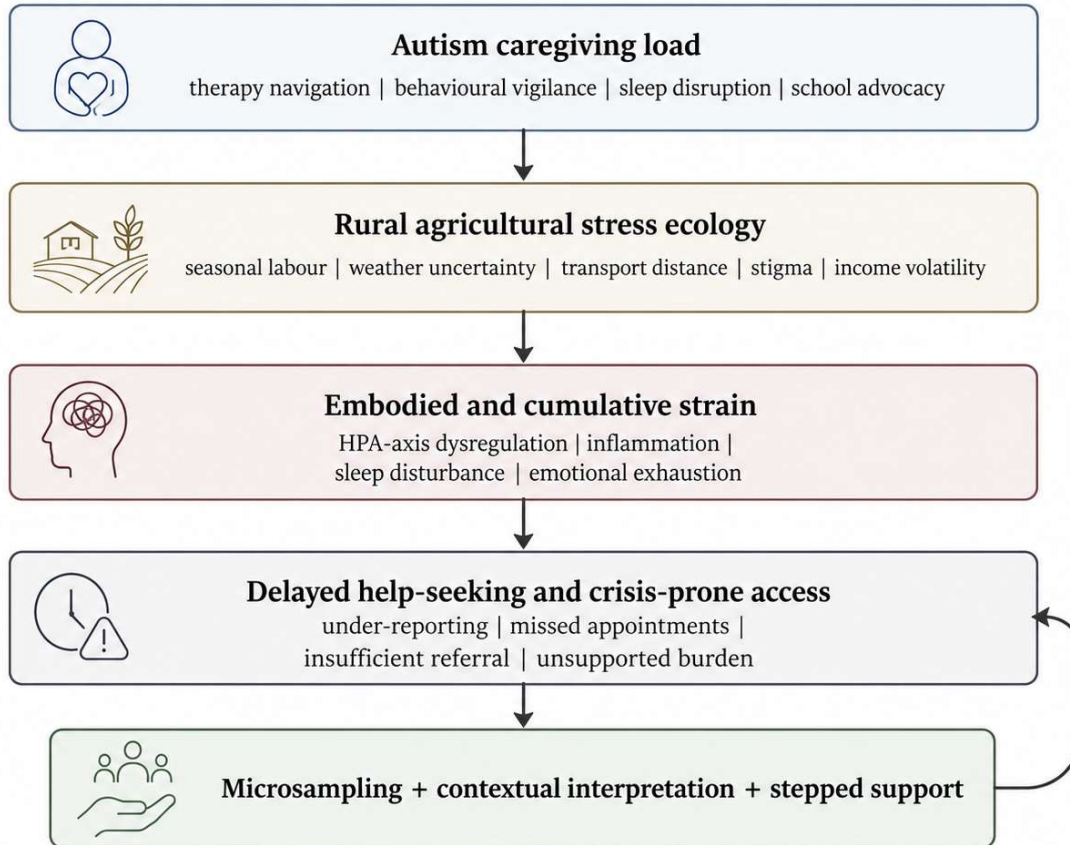 Autism caregiving load
therapy navigation | behavioural vigilance | sleep disruption | school advocacy
Rural agricultural stress ecology
seasonal labour | weather uncertainty | transport distance | stigma | income volatility
Embodied and cumulative strain
HPA-axis dysregulation | inflammation |
sleep disturbance | emotional exhaustion
Delayed help-seeking and crisis-prone access
under-reporting | missed appointments |
insufficient referral | unsupported burden
Microsampling + contextual interpretation + stepped support